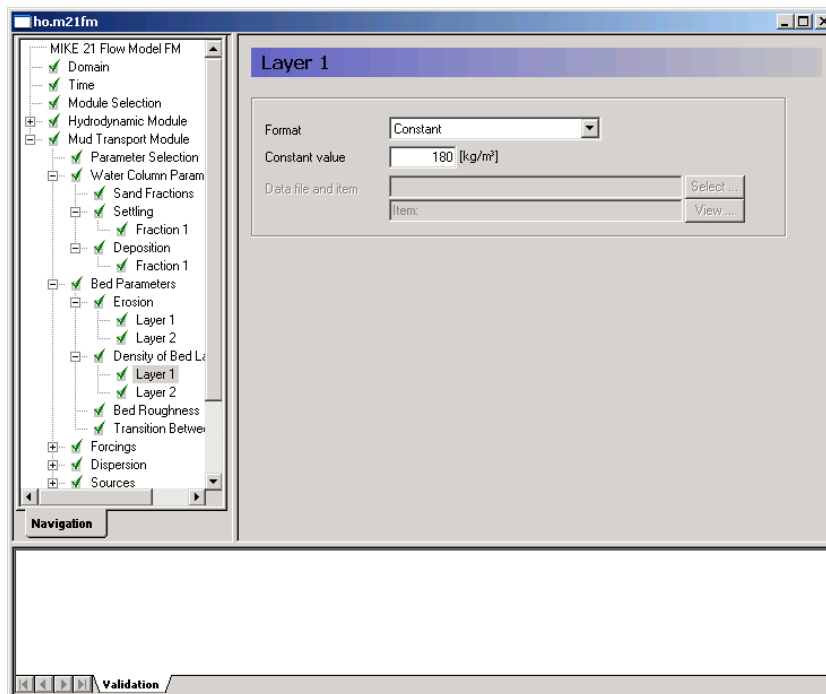 ho.m21fm
MIKE 21 Flow Model FM
Domain
Time
Module Selection
Hydrodynamic Module
Mud Transport Module
Parameter Selection
Water Column Param
Sand Fractions
Settling
Fraction 1
Deposition
Fraction 1
Bed Parameters
Erosion
Layer 1
Layer 2
Density of Bed La
Layer 1
Layer 2
Bed Roughness
Transition Betwee
Forcings
Dispersion
Sources
Navigation
Layer 1
Format Constant
Constant value 180 [kg/m³]
Data file and item Select ...
Item: View ...
Validation